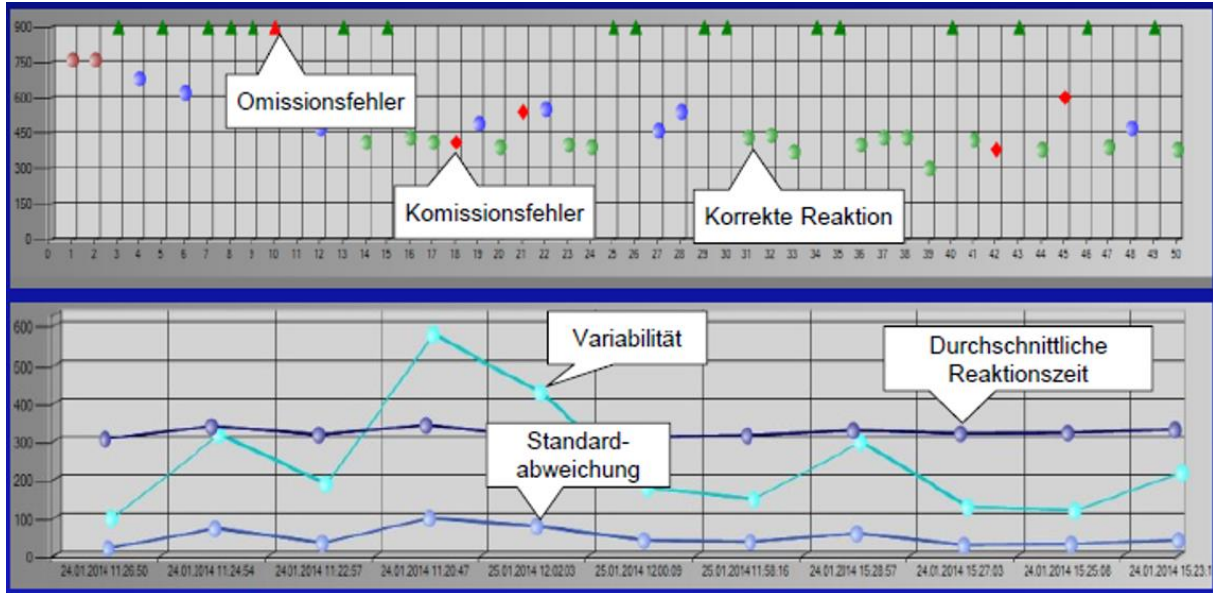 900
750
600
450
300
150
0
Omissionsfehler
Komissionsfehler
Korrekte Reaktion
0 1 2 3 4 5 6 7 8 9 10 11 12 13 14 15 16 17 18 19 20 21 22 23 24 25 26 27 28 29 30 31 32 33 34 35 36 37 38 39 40 41 42 43 44 45 46 47 48 49 50
600
500
400
300
200
100
0
Variabilität
Durchschnittliche
Reaktionszeit
Standard-
abweichung
24.01.2014 11:26:50 24.01.2014 11:24:54 24.01.2014 11:22:57 24.01.2014 11:20:47 25.01.2014 12:02:03 25.01.2014 12:00:09 25.01.2014 11:58:16 24.01.2014 15:28:57 24.01.2014 15:27:03 24.01.2014 15:25:08 24.01.2014 15:23:1